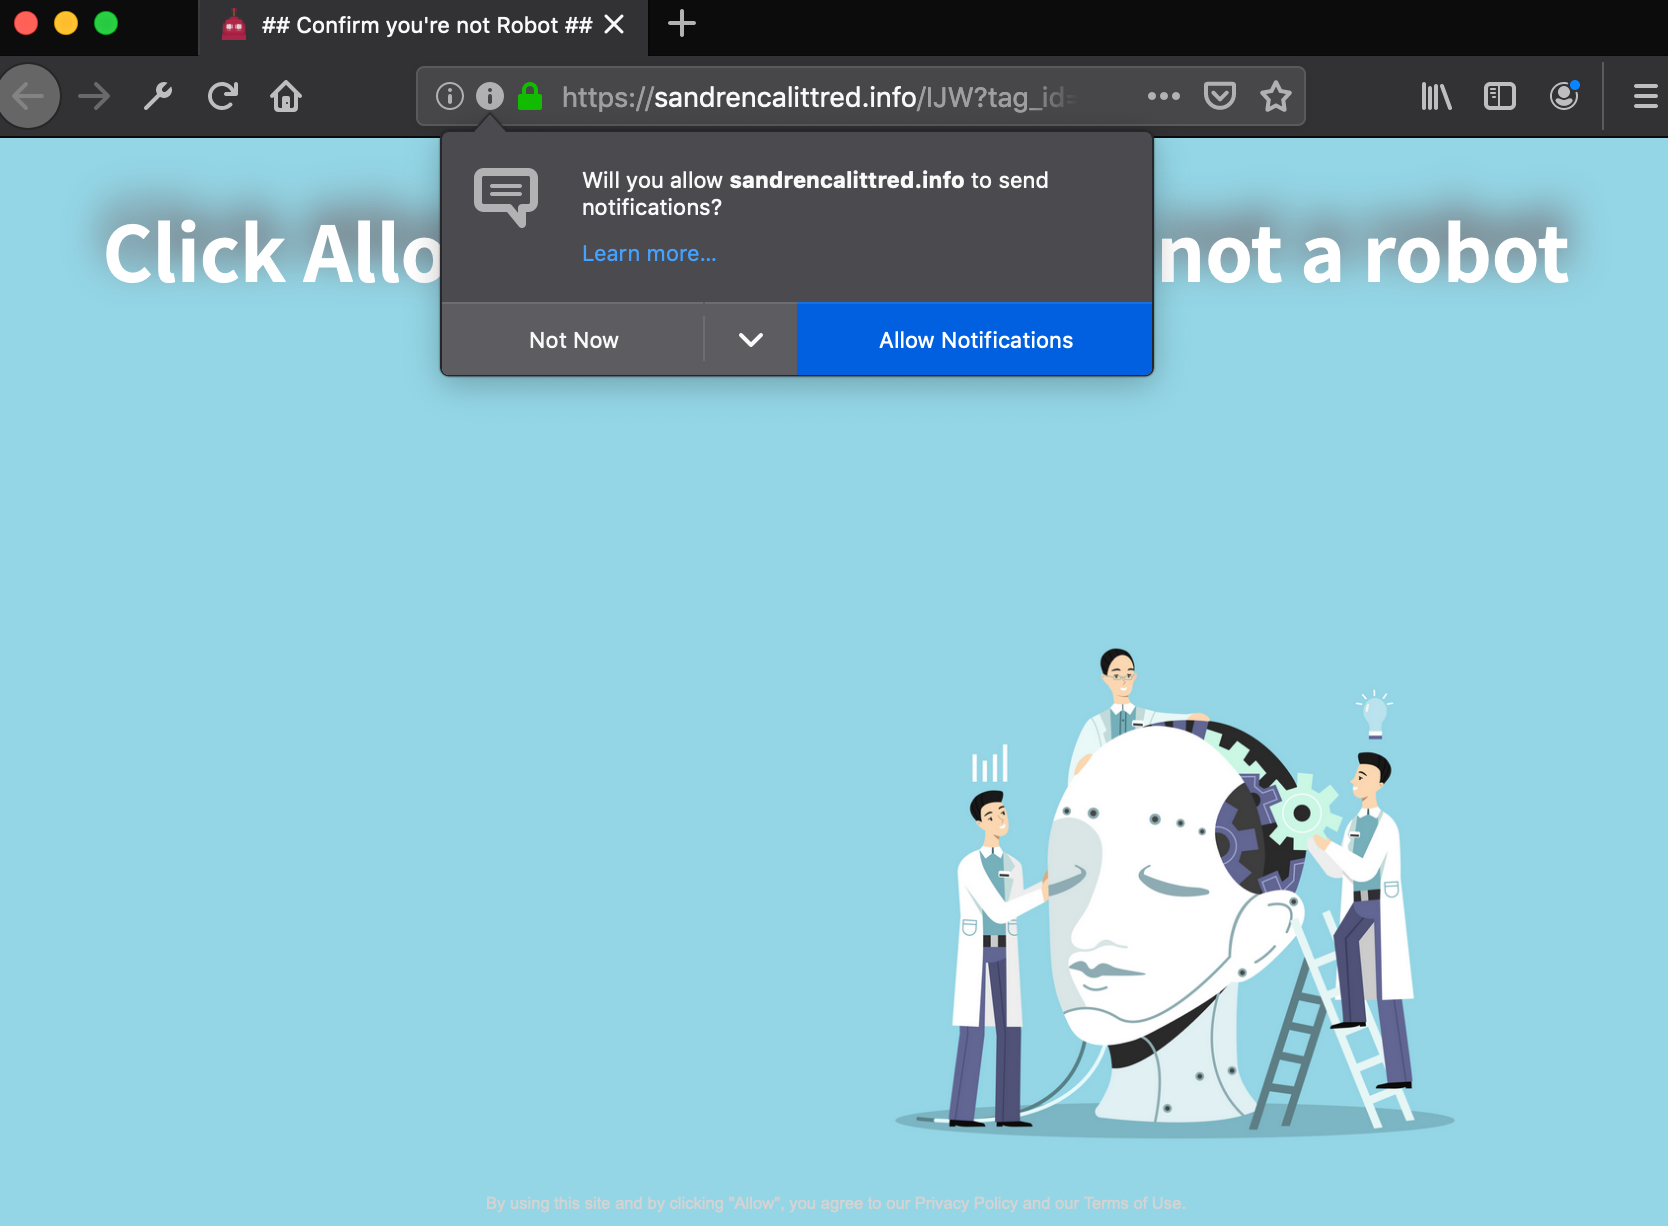 ## Confirm you're not Robot ##
https://sandrencalittred.info/IJW?tag_id=
Will you allow sandrencalittred.info to send
notifications?
Learn more...
Not Now
Allow Notifications
Click Allo
not a robot
By using this site and by clicking "Allow", you agree to our Privacy Policy and our Terms of Use.